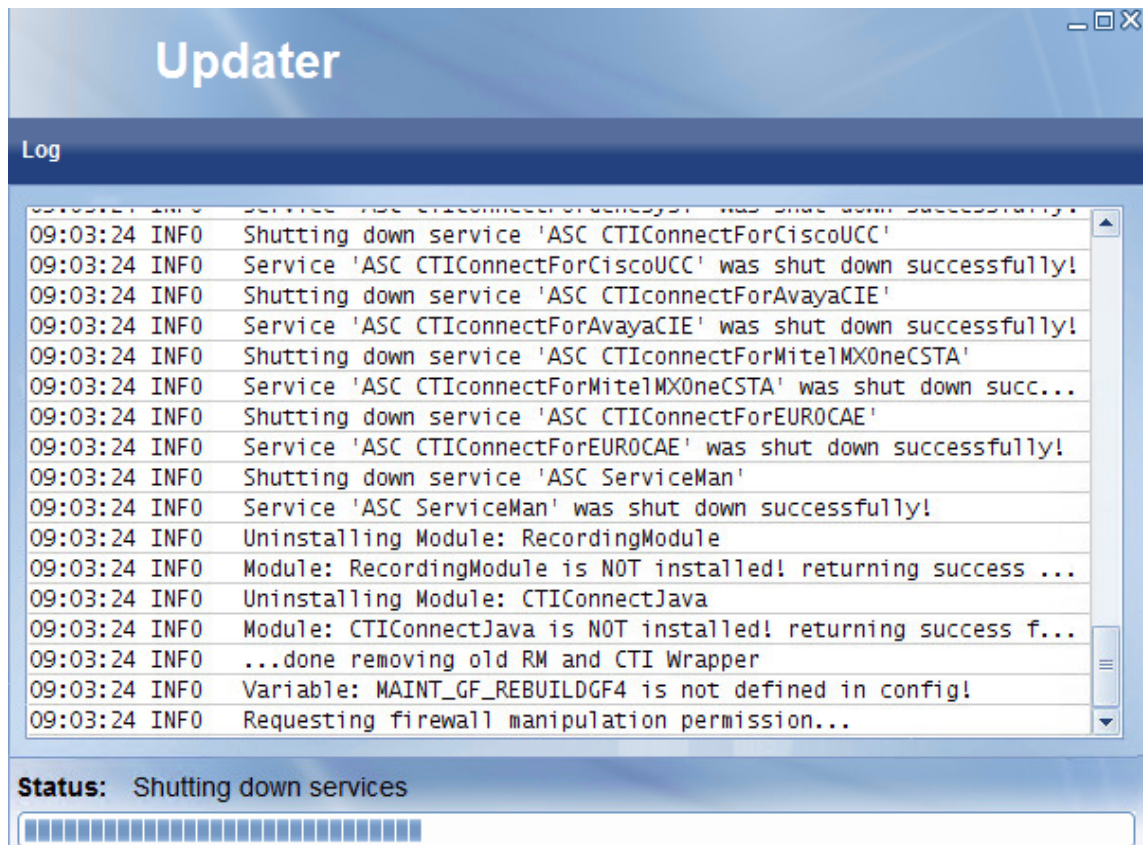 Updater
Log
09:03:24 INFO Shutting down service 'ASC CTIConnectForCiscoUCC'
09:03:24 INFO Service 'ASC CTIConnectForCiscoUCC' was shut down successfully!
09:03:24 INFO Shutting down service 'ASC CTIconnectForAvayaCIE'
09:03:24 INFO Service 'ASC CTIconnectForAvayaCIE' was shut down successfully!
09:03:24 INFO Shutting down service 'ASC CTIconnectForMitelMXOneCSTA'
09:03:24 INFO Service 'ASC CTIconnectForMitelMXOneCSTA' was shut down succ...
09:03:24 INFO Shutting down service 'ASC CTIConnectForEUROCAE'
09:03:24 INFO Service 'ASC CTIConnectForEUROCAE' was shut down successfully!
09:03:24 INFO Shutting down service 'ASC ServiceMan'
09:03:24 INFO Service 'ASC ServiceMan' was shut down successfully!
09:03:24 INFO Uninstalling Module: RecordingModule
09:03:24 INFO Module: RecordingModule is NOT installed! returning success ...
09:03:24 INFO Uninstalling Module: CTIConnectJava
09:03:24 INFO Module: CTIConnectJava is NOT installed! returning success f...
09:03:24 INFO ...done removing old RM and CTI Wrapper
09:03:24 INFO Variable: MAINT_GF_REBUILDGF4 is not defined in config!
09:03:24 INFO Requesting firewall manipulation permission...
Status: Shutting down services